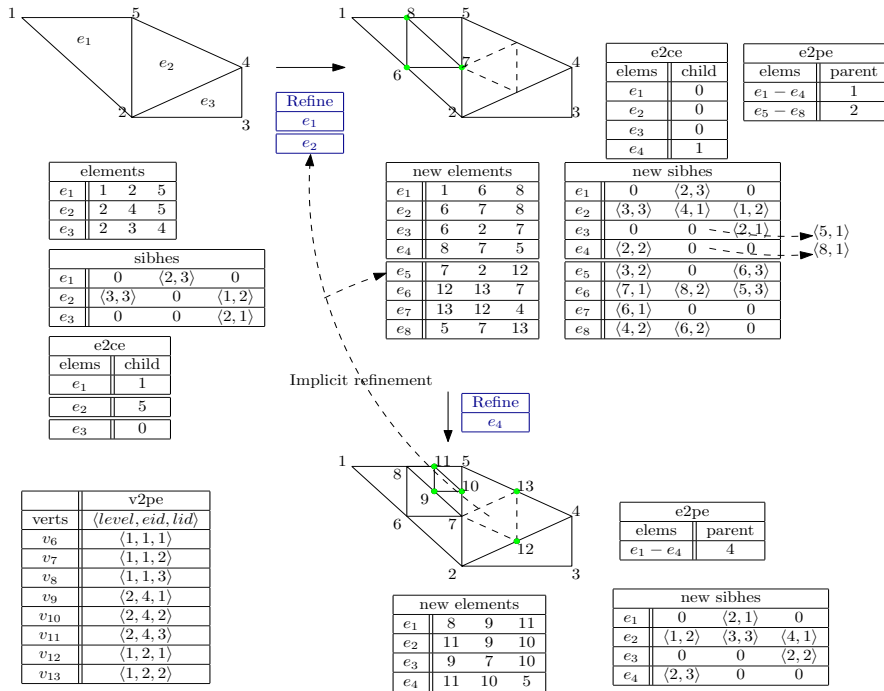 1
5
e1
e2
4
e3
2
3
8
5
7
4
6
2
3
Refine
e1
e2
e2ce
elems child
e1 0
e2 0
e3 0
e4 1
e2pe
elems parent
e1 − e4 1
e5 − e8 2
elements
e1 1 2 5
e2 2 4 5
e3 2 3 4
sibhes
e1 0 ⟨2, 3⟩ 0
e2 ⟨3, 3⟩ 0 ⟨1, 2⟩
e3 0 0 ⟨2, 1⟩
e2ce
elems child
e1 1
e2 5
e3 0
new elements
e1 1 6 8
e2 6 7 8
e3 6 2 7
e4 8 7 5
e5 7 2 12
e6 12 13 7
e7 13 12 4
e8 5 7 13
new sibhes
e1 0 ⟨2, 3⟩ 0
e2 ⟨3, 3⟩ ⟨4, 1⟩ ⟨1, 2⟩
e3 0 0 ⟨2, 1⟩
e4 ⟨2, 2⟩ 0 0
e5 ⟨3, 2⟩ 0 ⟨6, 3⟩
e6 ⟨7, 1⟩ ⟨8, 2⟩ ⟨5, 3⟩
e7 ⟨6, 1⟩ 0 0
e8 ⟨4, 2⟩ ⟨6, 2⟩ 0
⟨5, 1⟩
⟨8, 1⟩
Implicit refinement
Refine
e4
v2pe
verts ⟨level, eid, lid⟩
v6 ⟨1, 1, 1⟩
v7 ⟨1, 1, 2⟩
v8 ⟨1, 1, 3⟩
v9 ⟨2, 4, 1⟩
v10 ⟨2, 4, 2⟩
v11 ⟨2, 4, 3⟩
v12 ⟨1, 2, 1⟩
v13 ⟨1, 2, 2⟩
1
11
5
8
10
13
9
4
6
7
12
2
3
e2pe
elems parent
e1 − e4 4
new elements
e1 8 9 11
e2 11 9 10
e3 9 7 10
e4 11 10 5
new sibhes
e1 0 ⟨2, 1⟩ 0
e2 ⟨1, 2⟩ ⟨3, 3⟩ ⟨4, 1⟩
e3 0 0 ⟨2, 2⟩
e4 ⟨2, 3⟩ 0 0